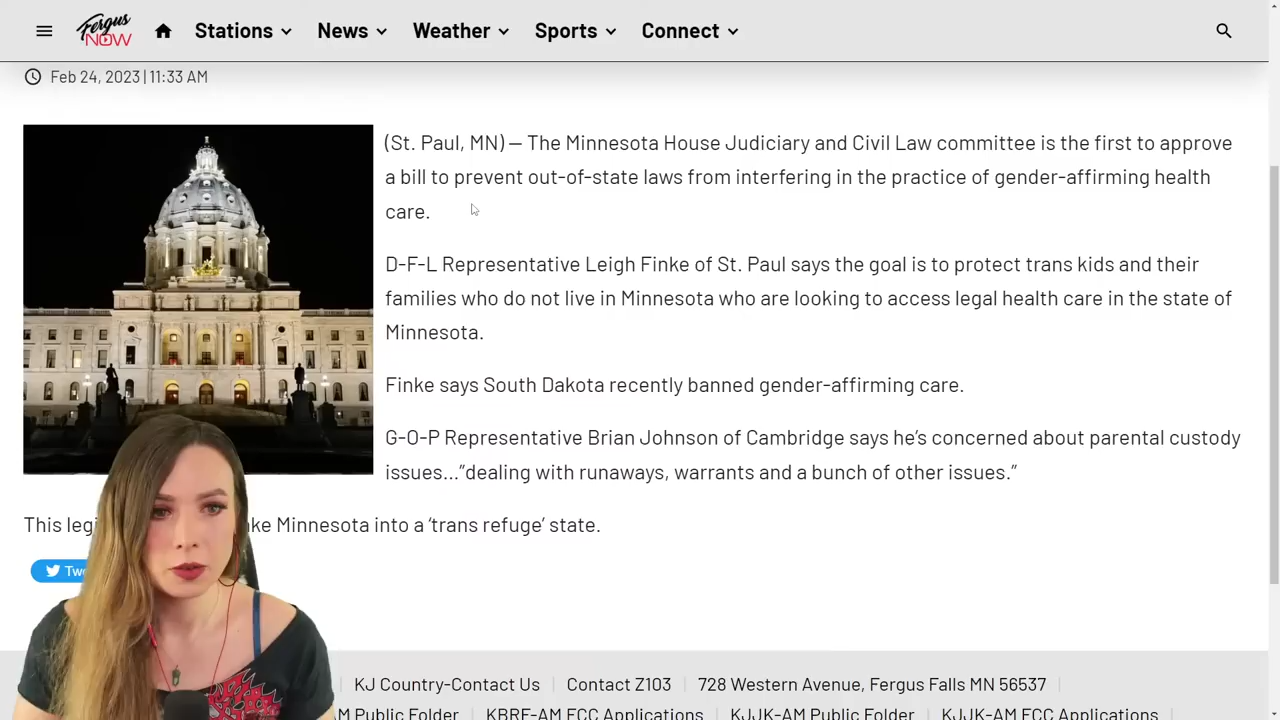 Fergus
NOW
Stations
News
Weather
Sports
Connect
Feb 24, 2023 | 11:33 AM
(St. Paul, MN) — The Minnesota House Judiciary and Civil Law committee is the first to approve
a bill to prevent out-of-state laws from interfering in the practice of gender-affirming health
care.
D-F-L Representative Leigh Finke of St. Paul says the goal is to protect trans kids and their
families who do not live in Minnesota who are looking to access legal health care in the state of
Minnesota.
Finke says South Dakota recently banned gender-affirming care.
G-O-P Representative Brian Johnson of Cambridge says he’s concerned about parental custody
issues…”dealing with runaways, warrants and a bunch of other issues.”
This Minnesota into a ‘trans refuge’ state.
KJ Country-Contact Us
Contact Z103
728 Western Avenue, Fergus Falls MN 56537
Public Folder
KBRF-AM FCC Applications
KJJK-AM Public Folder
KJJK-AM FCC Applications